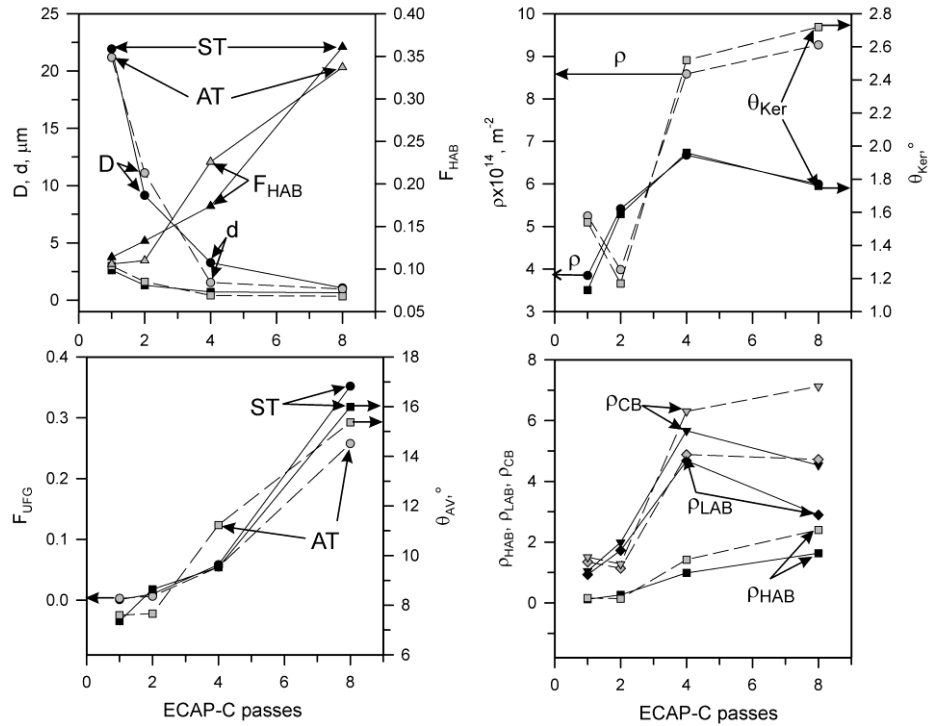 25
20
15
10
5
0
D, d, μm
ST
AT
D
F_HAB
d
0.40
0.35
0.30
0.25
0.20
0.15
0.10
0.05
F_HAB
0 2 4 6 8
10
9
8
7
6
5
4
3
ρx10¹⁴, m⁻²
ρ
θ_Ker
ρ
2.8
2.6
2.4
2.2
2.0
1.8
1.6
1.4
1.2
1.0
θ_Ker,°
0 2 4 6 8
0.4
0.3
0.2
0.1
0.0
F_UFG
ST
AT
18
16
14
12
10
8
6
θ_AV,°
0 2 4 6 8
ECAP-C passes
8
6
4
2
0
ρ_HAB, ρ_LAB, ρ_CB
ρ_CB
ρ_LAB
ρ_HAB
0 2 4 6 8
ECAP-C passes